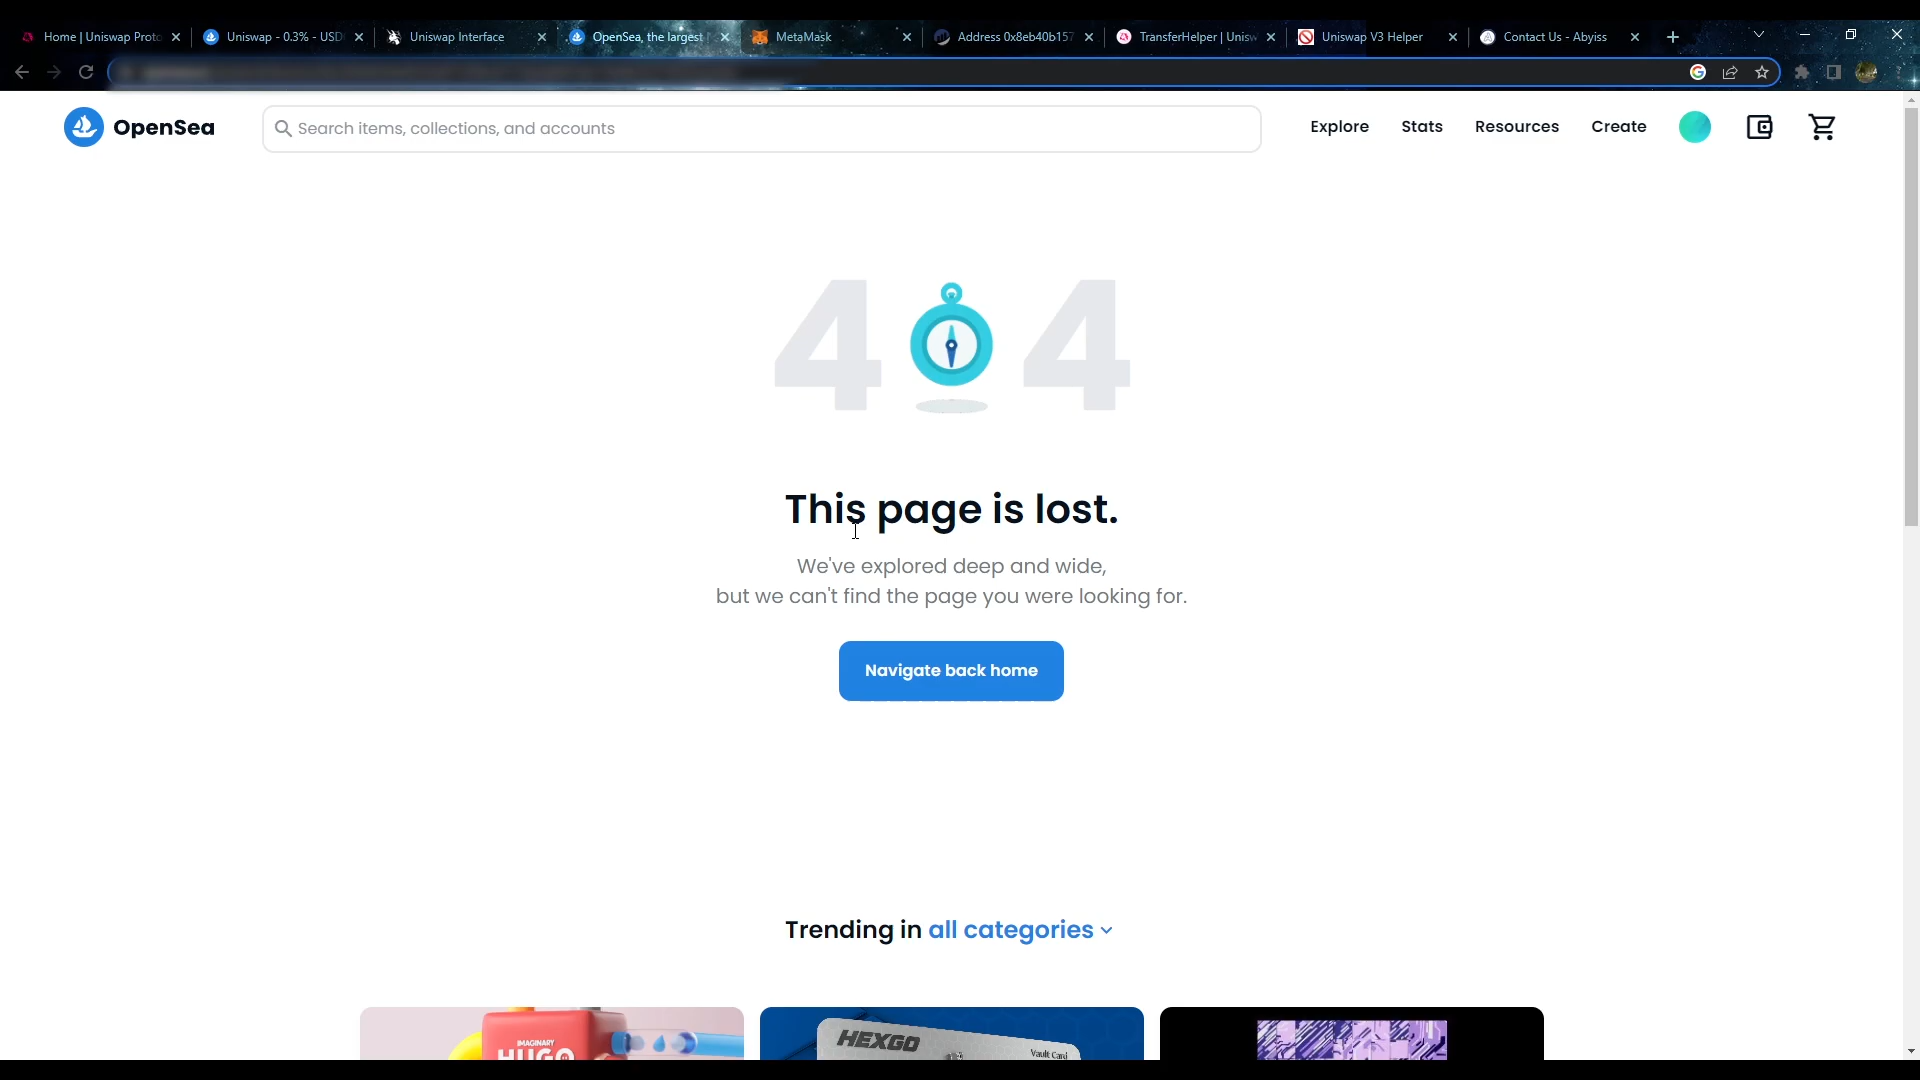 Home | Uniswap Proto
Uniswap - 0.3% - USD
Uniswap Interface
OpenSea, the largest
MetaMask
Address 0x8eb40b157
TransferHelper | Unisw
Uniswap V3 Helper
Contact Us - Abyiss
OpenSea
Search items, collections, and accounts
Explore
Stats
Resources
Create
4 4
This page is lost.
We've explored deep and wide,
but we can't find the page you were looking for.
Navigate back home
Trending in all categories
IMAGINARY
HUGO
HEXGO
Vault Card